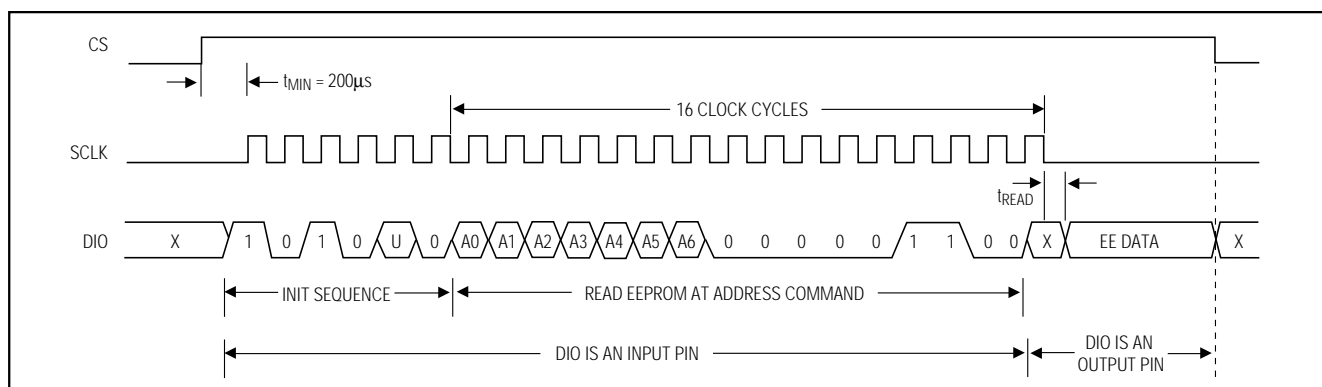 CS
tMIN = 200µs
16 CLOCK CYCLES
SCLK
tREAD
DIO X 1 0 1 0 U 0 A0 A1 A2 A3 A4 A5 A6 0 0 0 0 0 1 1 0 0 X EE DATA X
INIT SEQUENCE READ EEPROM AT ADDRESS COMMAND
DIO IS AN INPUT PIN
DIO IS AN
OUTPUT PIN